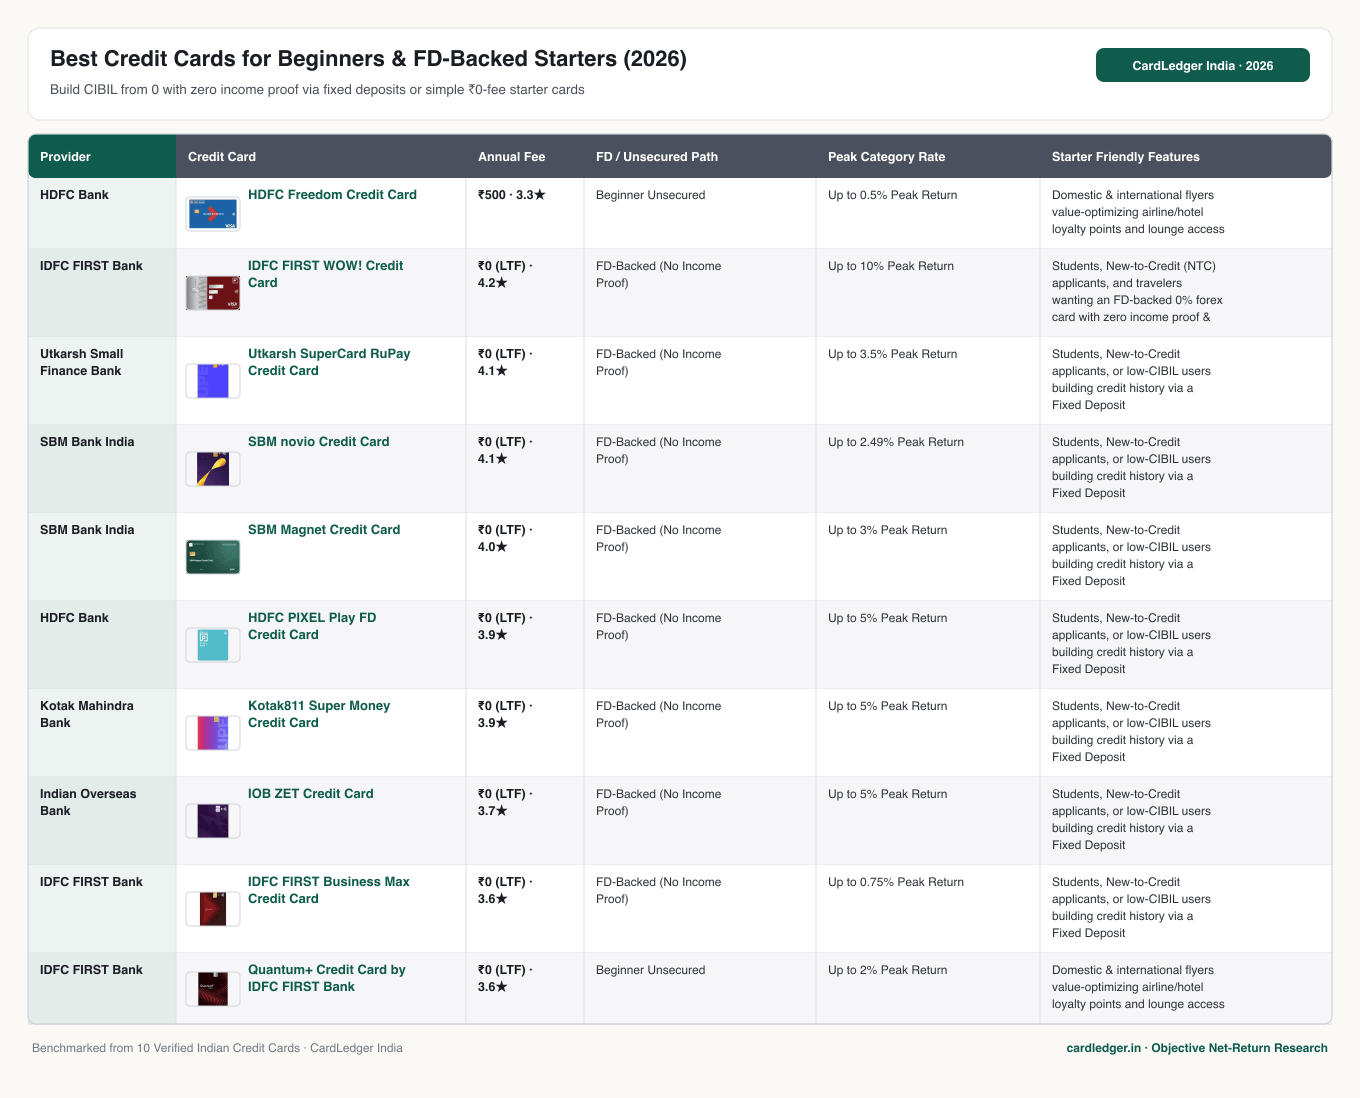 Best Credit Cards for Beginners & FD-Backed Starters (2026)
Build CIBIL from 0 with zero income proof via fixed deposits or simple ₹0-fee starter cards
CardLedger India · 2026
Provider
Credit Card
Annual Fee
FD / Unsecured Path
Peak Category Rate
Starter Friendly Features
HDFC Bank
HDFC Freedom Credit Card
₹500 · 3.3★
Beginner Unsecured
Up to 0.5% Peak Return
Domestic & international flyers
value-optimizing airline/hotel
loyalty points and lounge access
IDFC FIRST Bank
IDFC FIRST WOW! Credit
Card
₹0 (LTF) ·
4.2★
FD-Backed (No Income
Proof)
Up to 10% Peak Return
Students, New-to-Credit (NTC)
applicants, and travelers
wanting an FD-backed 0% forex
card with zero income proof &
Utkarsh Small
Finance Bank
Utkarsh SuperCard RuPay
Credit Card
₹0 (LTF) ·
4.1★
FD-Backed (No Income
Proof)
Up to 3.5% Peak Return
Students, New-to-Credit
applicants, or low-CIBIL users
building credit history via a
Fixed Deposit
SBM Bank India
SBM novio Credit Card
₹0 (LTF) ·
4.1★
FD-Backed (No Income
Proof)
Up to 2.49% Peak Return
Students, New-to-Credit
applicants, or low-CIBIL users
building credit history via a
Fixed Deposit
SBM Bank India
SBM Magnet Credit Card
₹0 (LTF) ·
4.0★
FD-Backed (No Income
Proof)
Up to 3% Peak Return
Students, New-to-Credit
applicants, or low-CIBIL users
building credit history via a
Fixed Deposit
HDFC Bank
HDFC PIXEL Play FD
Credit Card
₹0 (LTF) ·
3.9★
FD-Backed (No Income
Proof)
Up to 5% Peak Return
Students, New-to-Credit
applicants, or low-CIBIL users
building credit history via a
Fixed Deposit
Kotak Mahindra
Bank
Kotak811 Super Money
Credit Card
₹0 (LTF) ·
3.9★
FD-Backed (No Income
Proof)
Up to 5% Peak Return
Students, New-to-Credit
applicants, or low-CIBIL users
building credit history via a
Fixed Deposit
Indian Overseas
Bank
IOB ZET Credit Card
₹0 (LTF) ·
3.7★
FD-Backed (No Income
Proof)
Up to 5% Peak Return
Students, New-to-Credit
applicants, or low-CIBIL users
building credit history via a
Fixed Deposit
IDFC FIRST Bank
IDFC FIRST Business Max
Credit Card
₹0 (LTF) ·
3.6★
FD-Backed (No Income
Proof)
Up to 0.75% Peak Return
Students, New-to-Credit
applicants, or low-CIBIL users
building credit history via a
Fixed Deposit
IDFC FIRST Bank
Quantum+ Credit Card by
IDFC FIRST Bank
₹0 (LTF) ·
3.6★
Beginner Unsecured
Up to 2% Peak Return
Domestic & international flyers
value-optimizing airline/hotel
loyalty points and lounge access
Benchmarked from 10 Verified Indian Credit Cards · CardLedger India
cardledger.in · Objective Net-Return Research